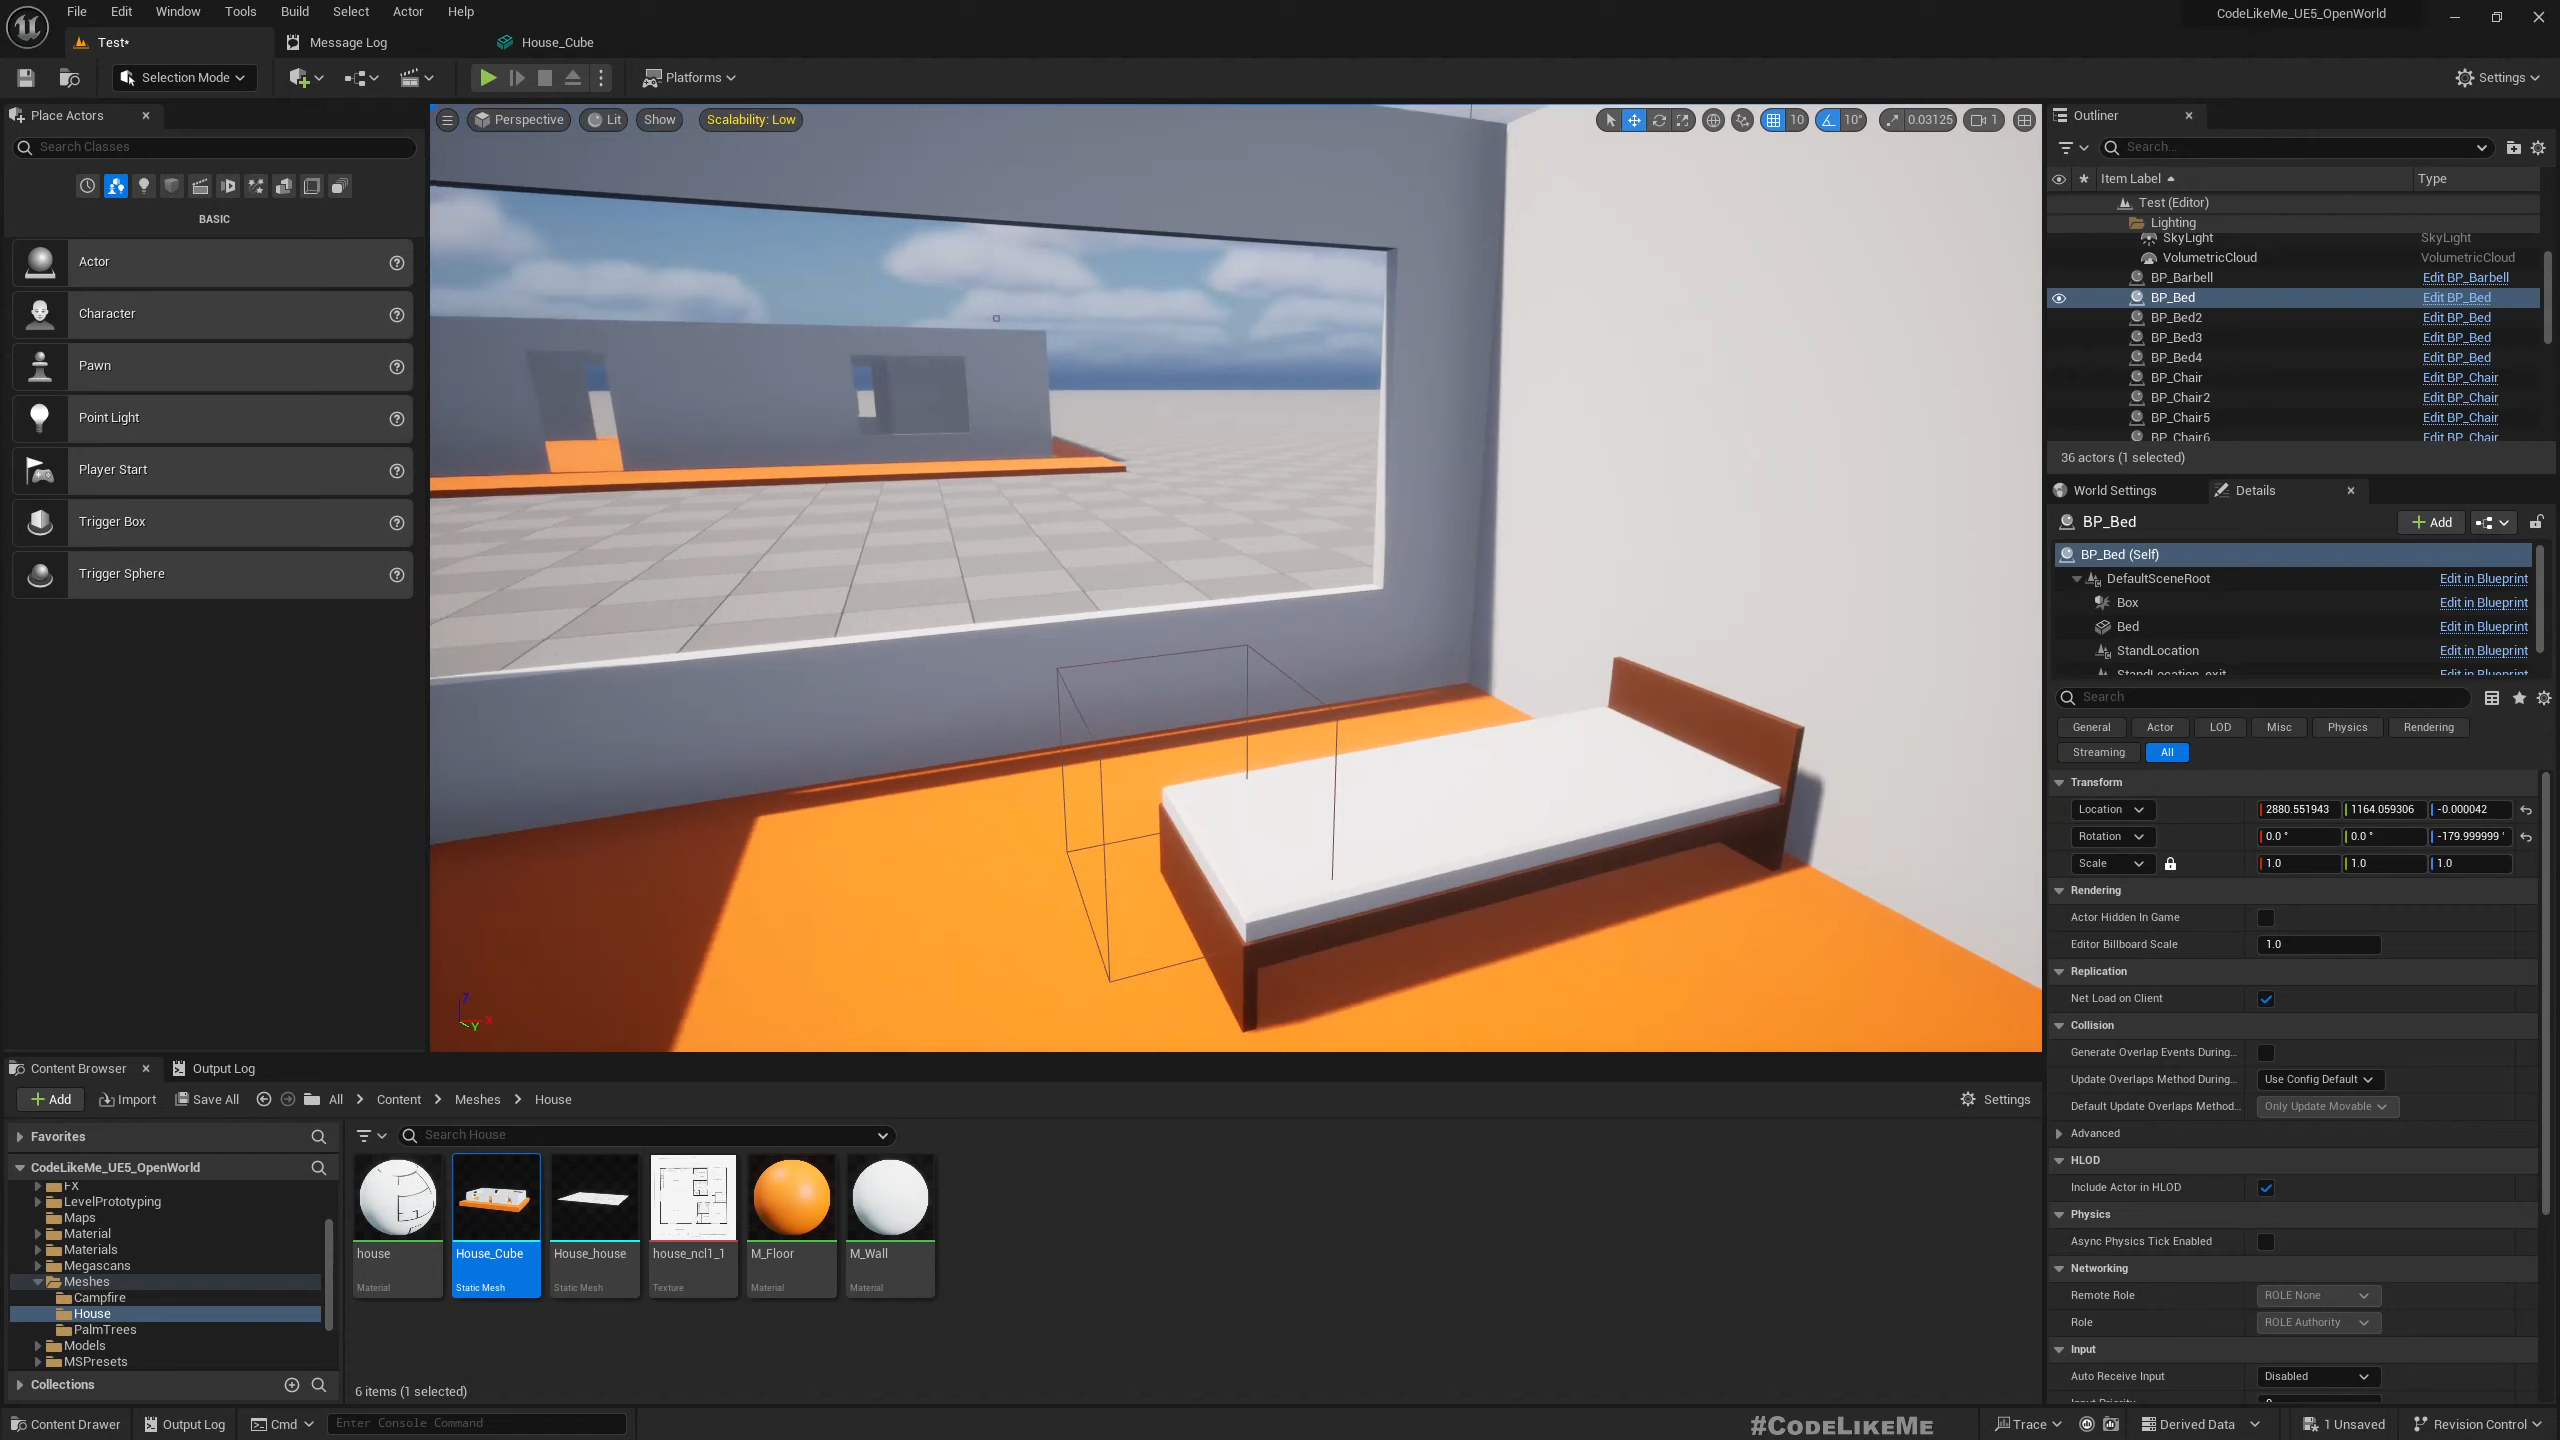 File Edit Window Tools Build Select Actor Help
CodeLikeMe_UE5_OpenWorld
Test*
Message Log
House_Cube
Selection Mode
Platforms
Settings
Place Actors
Search Classes
BASIC
Actor
Character
Pawn
Point Light
Player Start
Trigger Box
Trigger Sphere
Perspective
Lit
Show
Scalability: Low
10
10°
0.03125
1
Z
X
Y
Outliner
Search...
Item Label
Type
Test (Editor)
Lighting
SkyLight SkyLight
VolumetricCloud VolumetricCloud
BP_Barbell Edit BP_Barbell
BP_Bed Edit BP_Bed
BP_Bed2 Edit BP_Bed
BP_Bed3 Edit BP_Bed
BP_Bed4 Edit BP_Bed
BP_Chair Edit BP_Chair
BP_Chair2 Edit BP_Chair
BP_Chair5 Edit BP_Chair
BP_Chair6 Edit BP_Chair
36 actors (1 selected)
World Settings
Details
BP_Bed
Add
BP_Bed (Self)
DefaultSceneRoot Edit in Blueprint
Box Edit in Blueprint
Bed Edit in Blueprint
StandLocation Edit in Blueprint
StandLocation_exit
Search
General Actor LOD Misc Physics Rendering
Streaming All
Transform
Location 2880.551943 1164.059306 -0.000042
Rotation 0.0 ° 0.0 ° -179.999999 °
Scale 1.0 1.0 1.0
Rendering
Actor Hidden In Game
Editor Billboard Scale 1.0
Replication
Net Load on Client
Collision
Generate Overlap Events During...
Update Overlaps Method During... Use Config Default
Default Update Overlaps Method... Only Update Movable
Advanced
HLOD
Include Actor in HLOD
Physics
Async Physics Tick Enabled
Networking
Remote Role ROLE None
Role ROLE Authority
Input
Auto Receive Input Disabled
Content Browser
Output Log
Add
Import
Save All
All > Content > Meshes > House
Settings
Favorites
CodeLikeMe_UE5_OpenWorld
FX
LevelPrototyping
Maps
Material
Materials
Megascans
Meshes
Campfire
House
PalmTrees
Models
MSPresets
Collections
Search House
house
Material
House_Cube
Static Mesh
House_house
Static Mesh
house_ncl1_1
Texture
M_Floor
Material
M_Wall
Material
6 items (1 selected)
Content Drawer
Output Log
Cmd
Enter Console Command
#CodeLikeMe
Trace
Derived Data
1 Unsaved
Revision Control